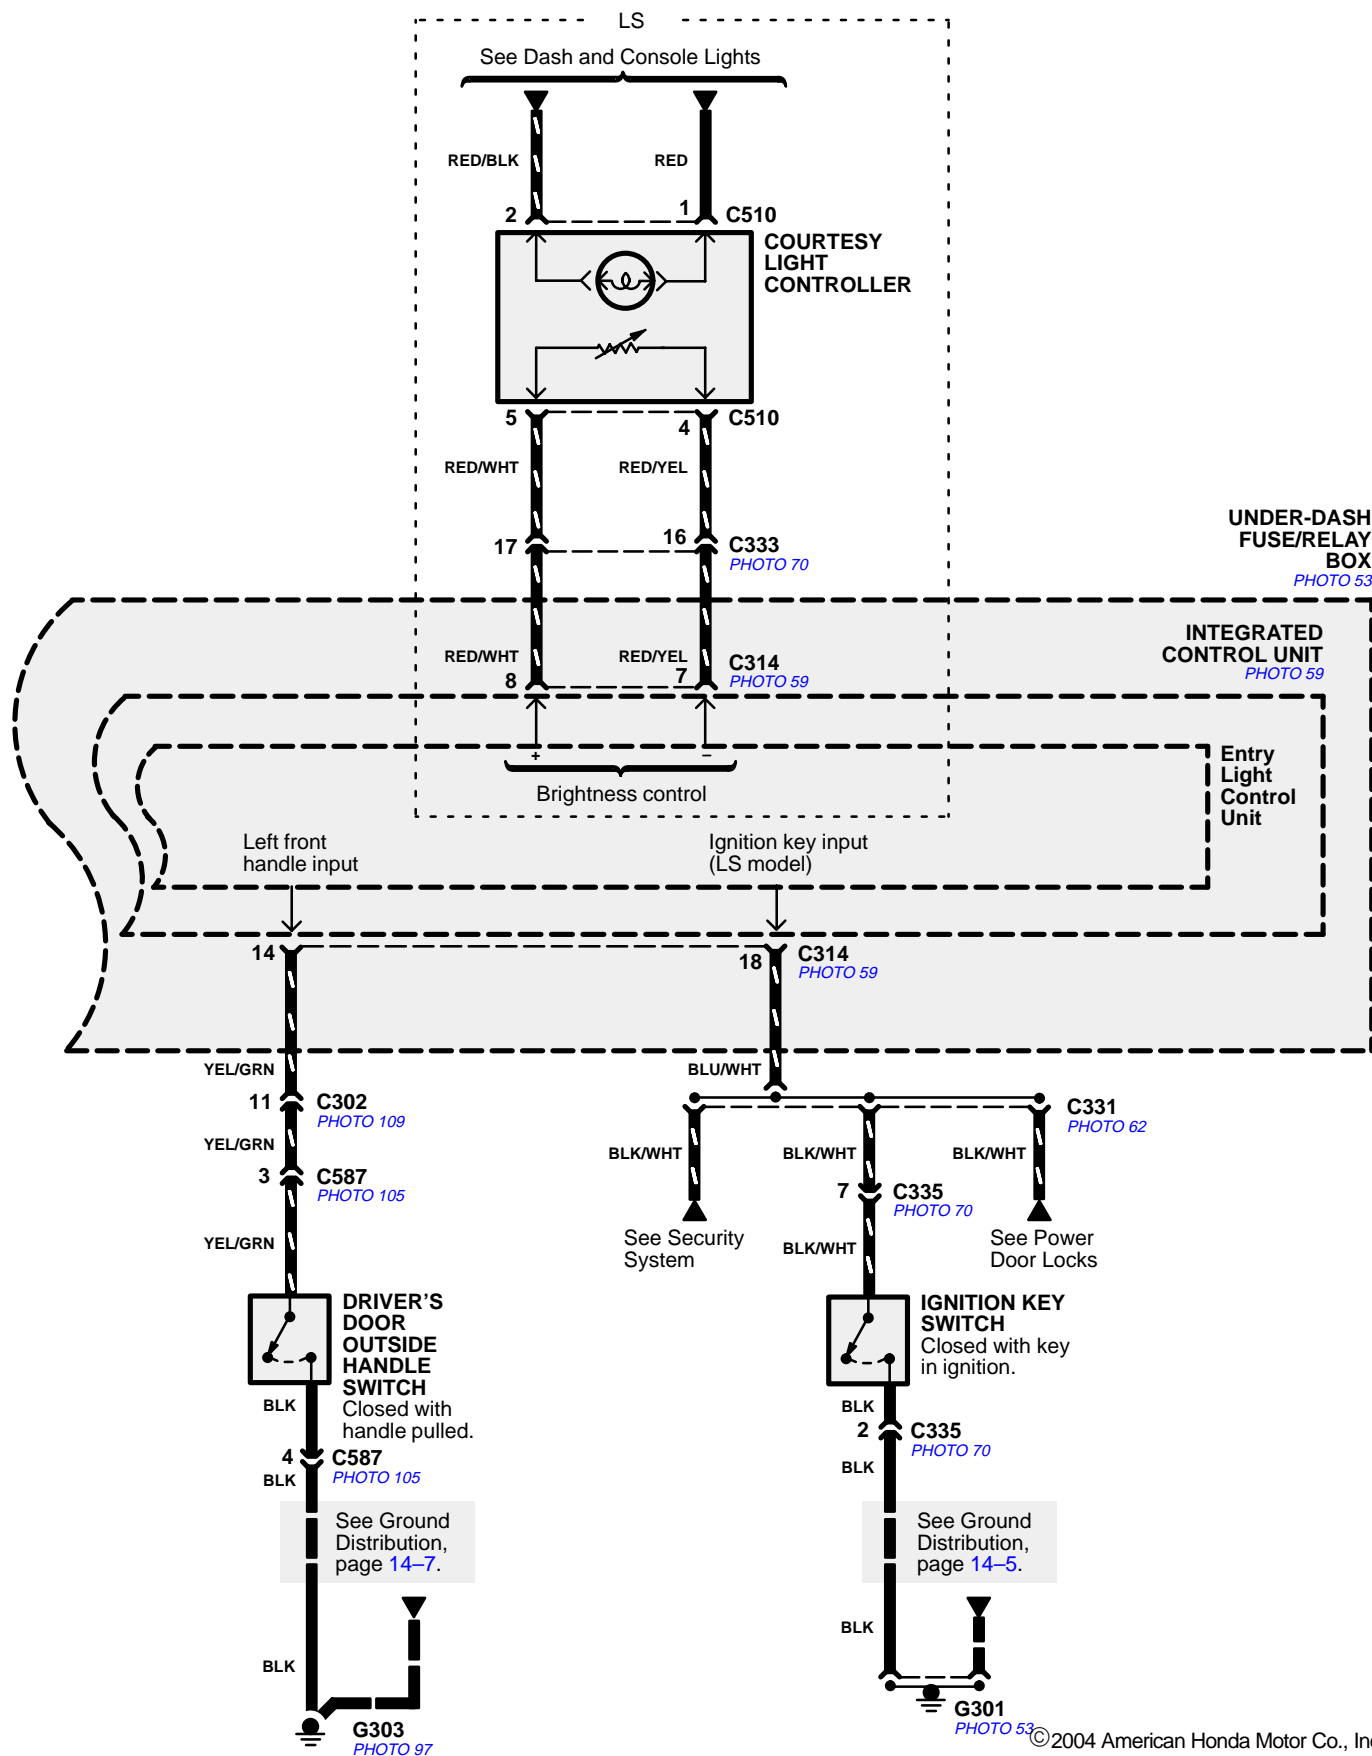 LS
See Dash and Console Lights
RED/BLK
RED
2
1
C510
COURTESY
LIGHT
CONTROLLER
5
4
C510
RED/WHT
RED/YEL
17
16
C333
PHOTO 70
UNDER-DASH
FUSE/RELAY
BOX
PHOTO 53
INTEGRATED
CONTROL UNIT
PHOTO 59
RED/WHT
RED/YEL
8
7
C314
PHOTO 59
+
–
Brightness control
Entry
Light
Control
Unit
Left front
handle input
Ignition key input
(LS model)
14
18
C314
PHOTO 59
YEL/GRN
BLU/WHT
11
C302
PHOTO 109
C331
PHOTO 62
YEL/GRN
BLK/WHT
BLK/WHT
BLK/WHT
3
C587
PHOTO 105
7
C335
PHOTO 70
See Security
System
See Power
Door Locks
YEL/GRN
BLK/WHT
DRIVER'S
DOOR
OUTSIDE
HANDLE
SWITCH
Closed with
handle pulled.
IGNITION KEY
SWITCH
Closed with key
in ignition.
BLK
BLK
4
C587
PHOTO 105
2
C335
PHOTO 70
BLK
BLK
See Ground
Distribution,
page 14–7.
See Ground
Distribution,
page 14–5.
BLK
BLK
G303
PHOTO 97
G301
PHOTO 53
©2004 American Honda Motor Co., Inc